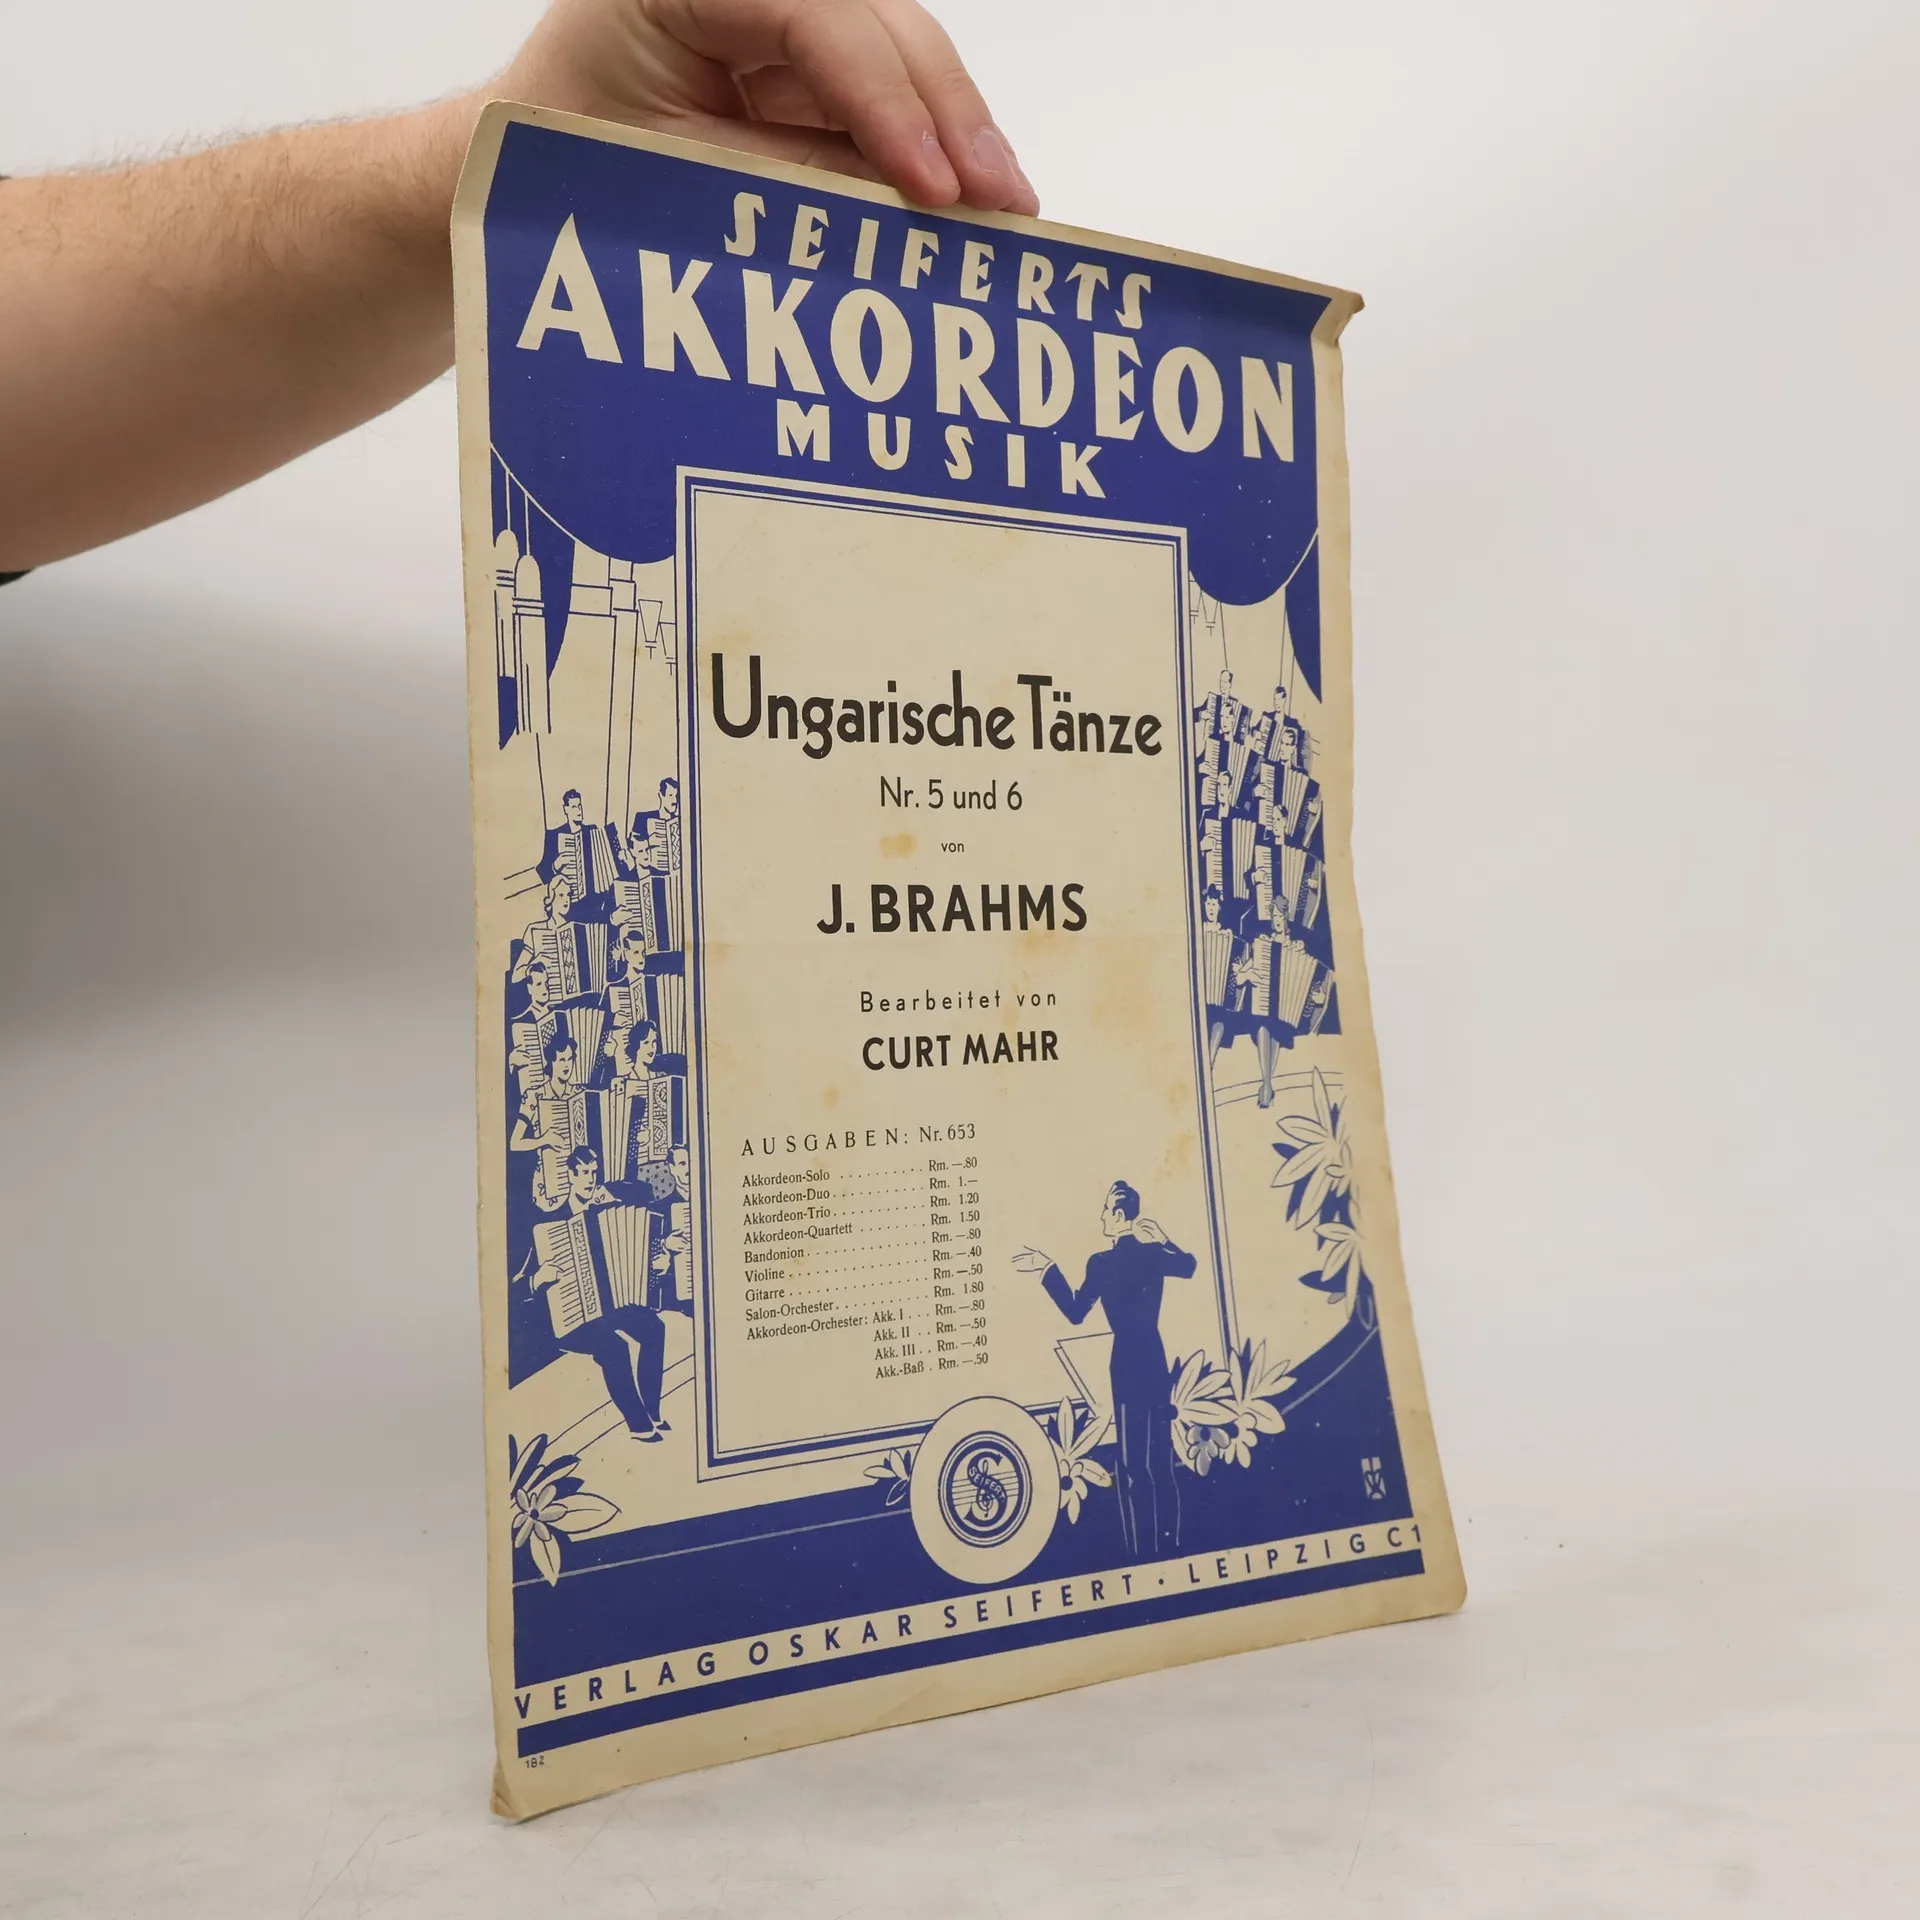 SEIFERTS
AKKORDEON
MUSIK
Ungarische Tänze
Nr. 5 und 6
von
J. BRAHMS
Bearbeitet von
CURT MAHR
AUSGABEN: Nr. 653
Akkordeon-Solo . . . . . . . . . . Rm. —.80
Akkordeon-Duo . . . . . . . . . . . Rm. 1.—
Akkordeon-Trio . . . . . . . . . . . Rm. 1.20
Akkordeon-Quartett . . . . . . . . Rm. 1.50
Bandonion . . . . . . . . . . . . . . Rm. —.80
Violine . . . . . . . . . . . . . . . . Rm. —.40
Gitarre . . . . . . . . . . . . . . . . Rm. —.50
Salon-Orchester . . . . . . . . . . . Rm. 1.80
Akkordeon-Orchester: Akk. I . . . Rm. —.80
Akk. II . . Rm. —.50
Akk. III . . Rm. —.40
Akk.-Baß . Rm. —.50
SEIFERT
VERLAG OSKAR SEIFERT · LEIPZIG C1
182